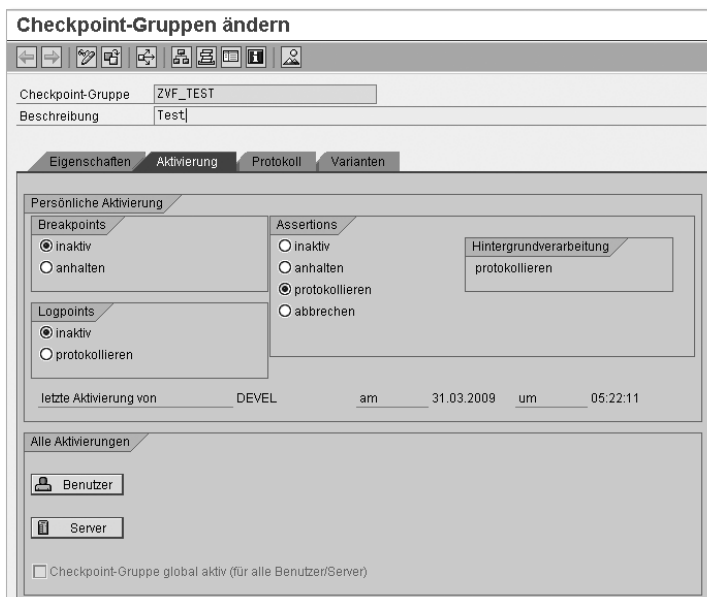 Checkpoint-Gruppen ändern
Checkpoint-Gruppe ZVF_TEST
Beschreibung Test
Eigenschaften Aktivierung Protokoll Varianten
Persönliche Aktivierung
Breakpoints
inaktiv
anhalten
Logpoints
inaktiv
protokollieren
Assertions
inaktiv
anhalten
protokollieren
abbrechen
Hintergrundverarbeitung
protokollieren
letzte Aktivierung von DEVEL am 31.03.2009 um 05:22:11
Alle Aktivierungen
Benutzer
Server
Checkpoint-Gruppe global aktiv (für alle Benutzer/Server)